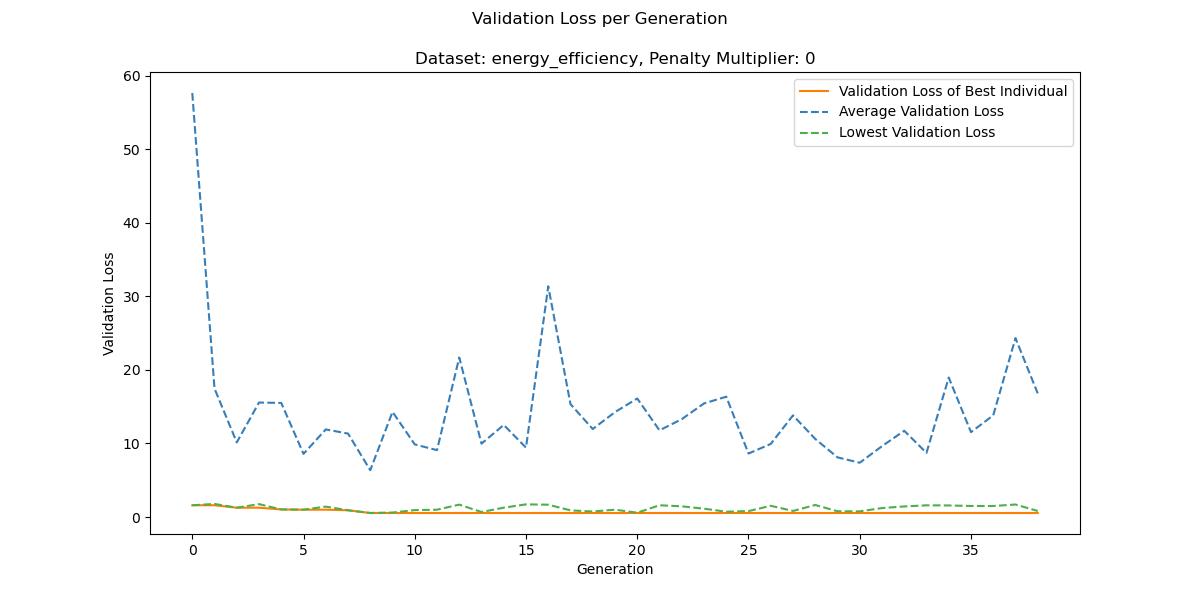 Validation Loss per Generation
Dataset: energy_efficiency, Penalty Multiplier: 0
60
50
40
30
20
10
0
Validation Loss
Validation Loss of Best Individual
Average Validation Loss
Lowest Validation Loss
0 5 10 15 20 25 30 35
Generation